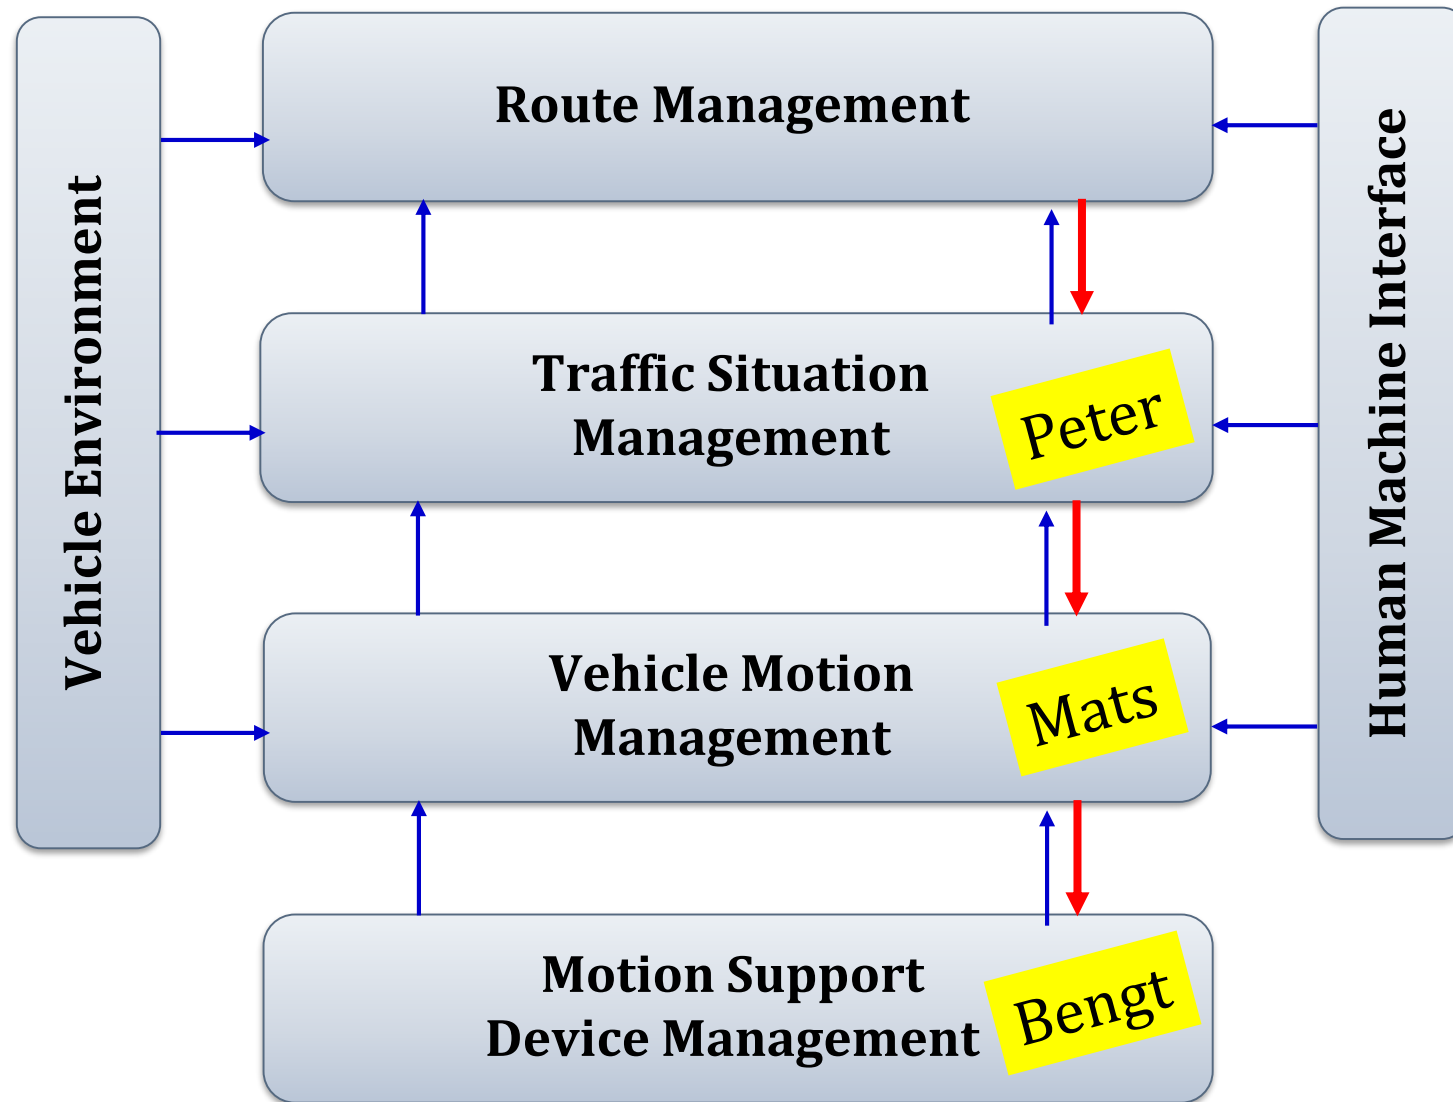 Vehicle Environment
Route Management
Traffic Situation
Management
Peter
Vehicle Motion
Management
Mats
Motion Support
Device Management
Bengt
Human Machine Interface